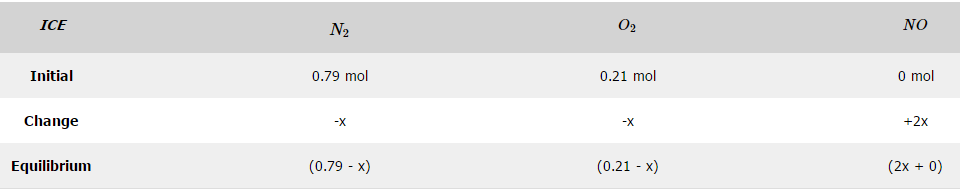 ICE N₂ O₂ NO
Initial 0.79 mol 0.21 mol 0 mol
Change -x -x +2x
Equilibrium (0.79 - x) (0.21 - x) (2x + 0)